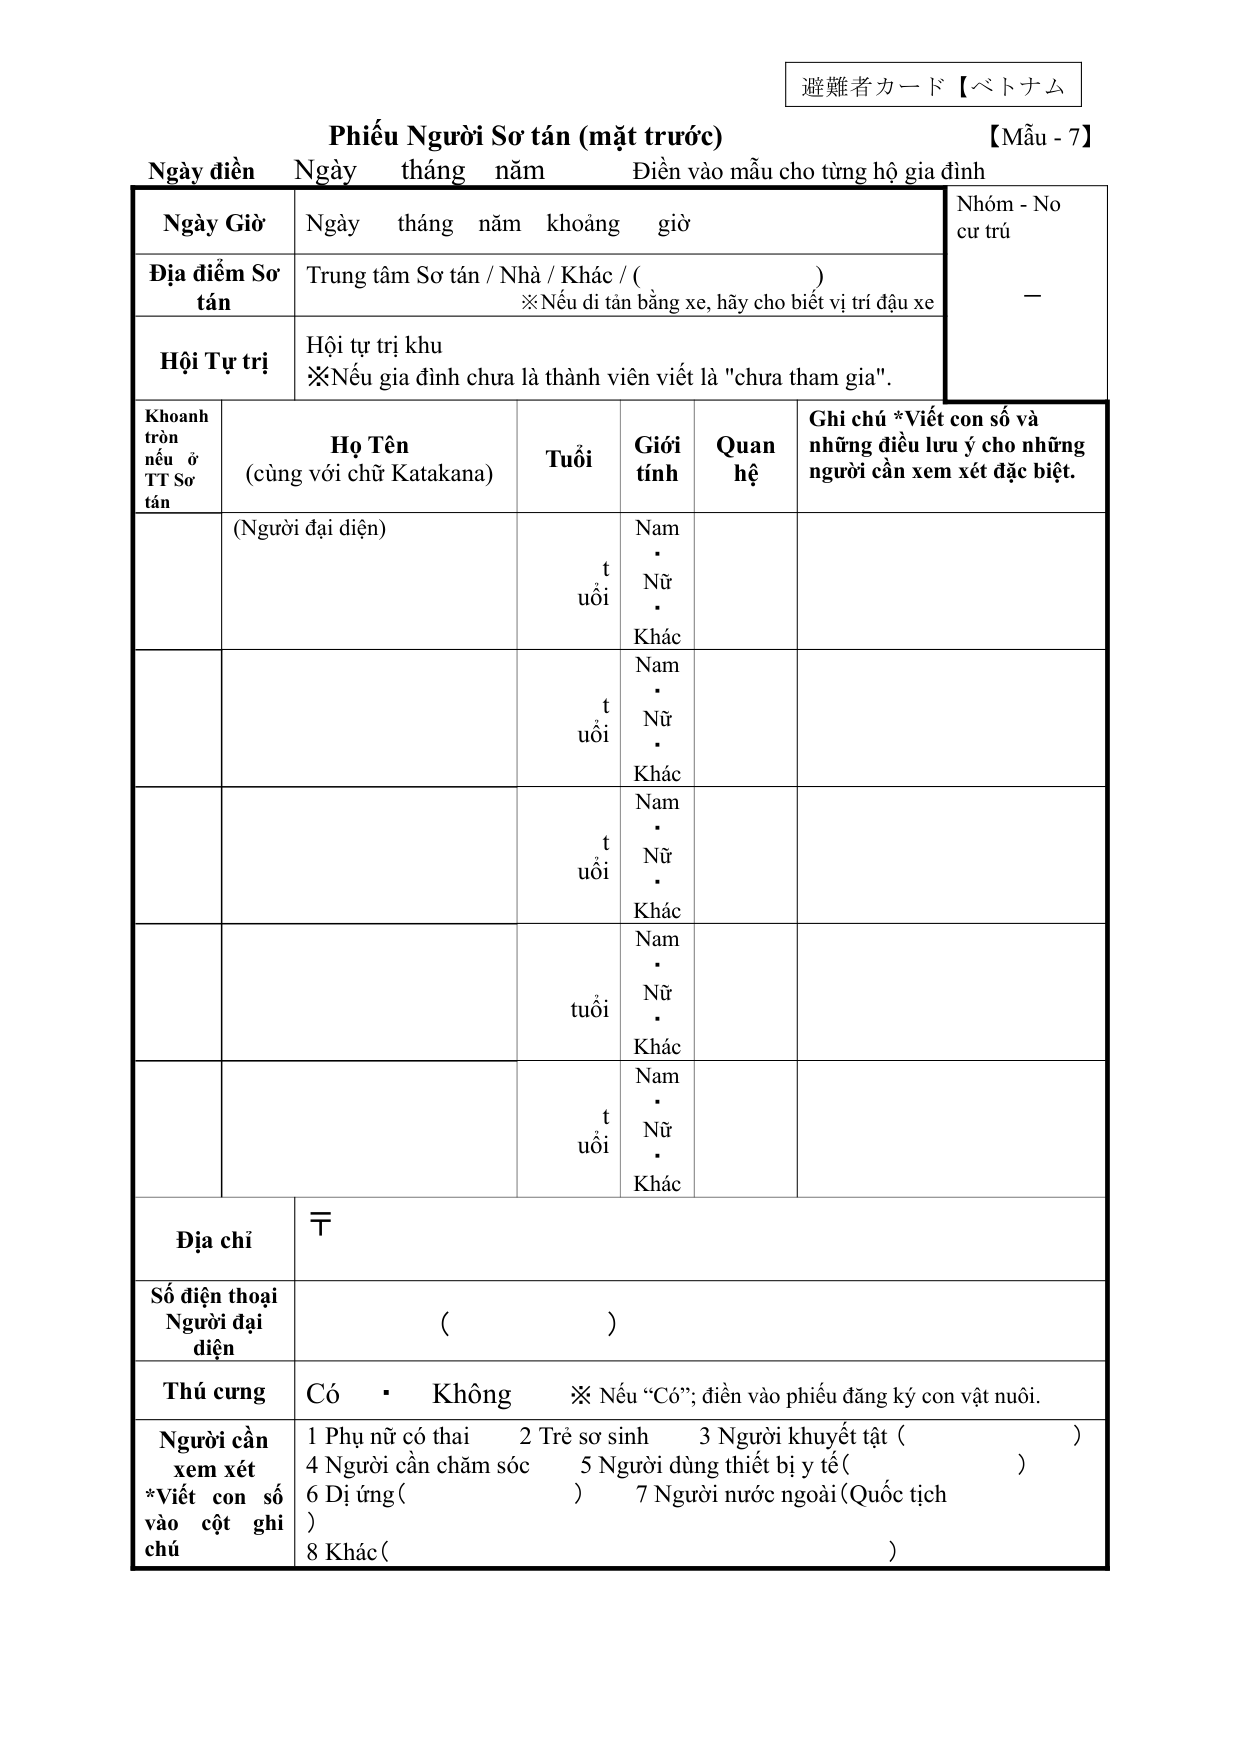 避難者カード【ベトナム
Phiếu Người Sơ tán (mặt trước) 【Mẫu - 7】
Ngày điền Ngày tháng năm Điền vào mẫu cho từng hộ gia đình
Ngày Giờ Ngày tháng năm khoảng giờ
Nhóm - No
cư trú
－
Địa điểm Sơ
tán
Trung tâm Sơ tán / Nhà / Khác / ( )
※Nếu di tản bằng xe, hãy cho biết vị trí đậu xe
Hội Tự trị
Hội tự trị khu
※Nếu gia đình chưa là thành viên viết là "chưa tham gia".
Khoanh
tròn
nếu ở
TT Sơ
tán
Họ Tên
(cùng với chữ Katakana)
Tuổi
Giới
tính
Quan
hệ
Ghi chú *Viết con số và
những điều lưu ý cho những
người cần xem xét đặc biệt.
(Người đại diện)
t
uổi
Nam
・
Nữ
・
Khác
t
uổi
Nam
・
Nữ
・
Khác
t
uổi
Nam
・
Nữ
・
Khác
tuổi
Nam
・
Nữ
・
Khác
t
uổi
Nam
・
Nữ
・
Khác
Địa chỉ
〒
Số điện thoại
Người đại
diện
( )
Thú cưng
Có ・ Không ※ Nếu “Có”; điền vào phiếu đăng ký con vật nuôi.
Người cần
xem xét
*Viết con số
vào cột ghi
chú
1 Phụ nữ có thai 2 Trẻ sơ sinh 3 Người khuyết tật ( )
4 Người cần chăm sóc 5 Người dùng thiết bị y tế( )
6 Dị ứng( ) 7 Người nước ngoài(Quốc tịch
)
8 Khác( )